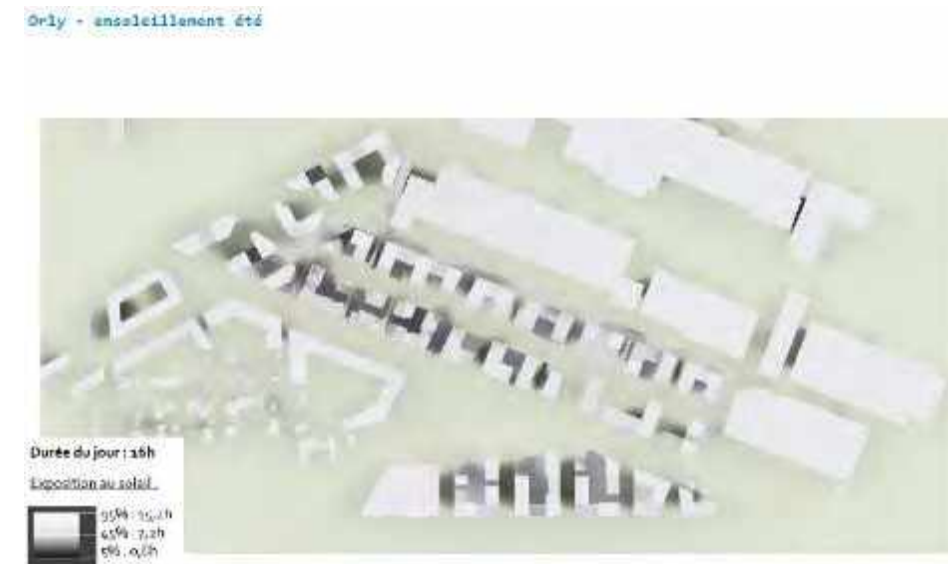 Orly - ensoleillement été
Durée du jour : 16h
Exposition au soleil
95% : 15,2h
45% : 7,2h
5% : 0,8h